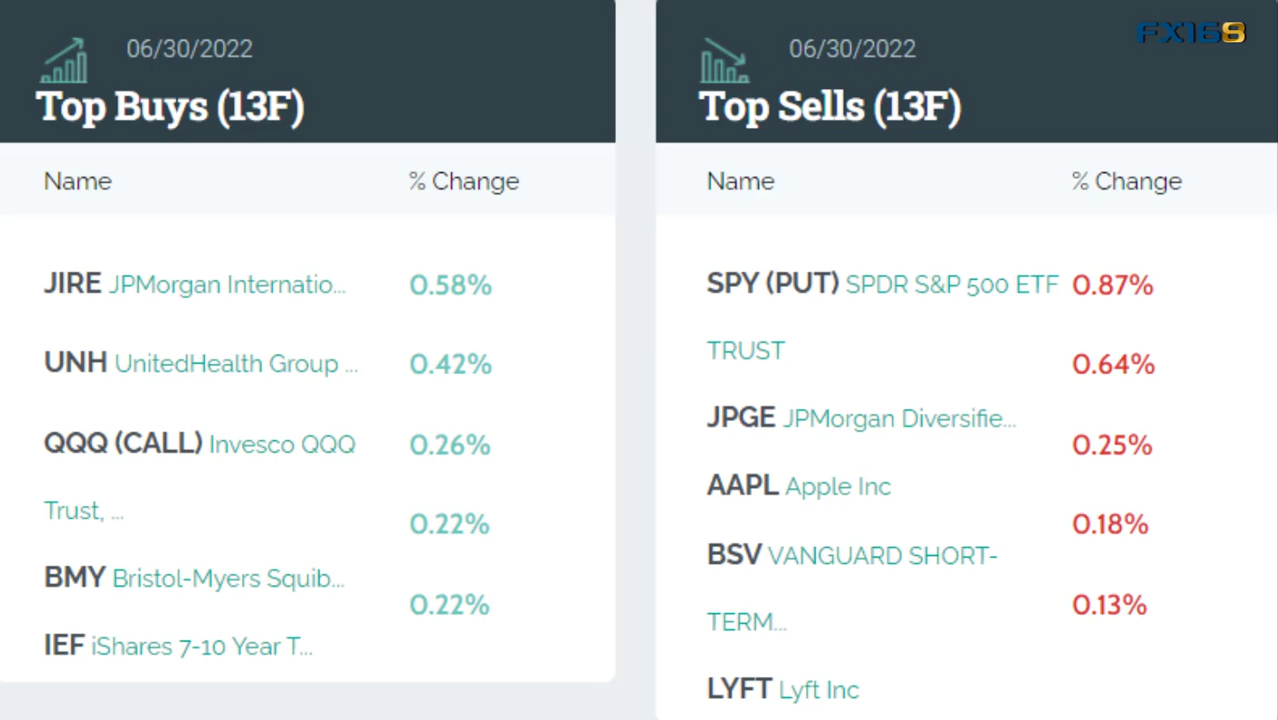 FX168
06/30/2022
Top Buys (13F)
Name % Change
JIRE JPMorgan Internatio... 0.58%
UNH UnitedHealth Group ... 0.42%
QQQ (CALL) Invesco QQQ 0.26%
Trust, ... 0.22%
BMY Bristol-Myers Squib... 0.22%
IEF iShares 7-10 Year T...
06/30/2022
Top Sells (13F)
Name % Change
SPY (PUT) SPDR S&P 500 ETF 0.87%
TRUST 0.64%
JPGE JPMorgan Diversifie... 0.25%
AAPL Apple Inc 0.18%
BSV VANGUARD SHORT- 0.13%
TERM...
LYFT Lyft Inc